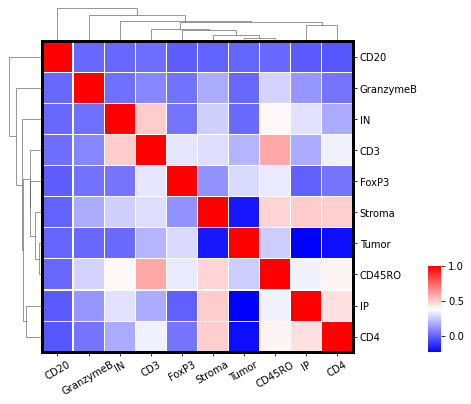 CD20
GranzymeB
IN
CD3
FoxP3
Stroma
Tumor
CD45RO
IP
CD4
1.0
0.5
0.0
CD20 GranzymeB IN CD3 FoxP3 Stroma Tumor CD45RO IP CD4